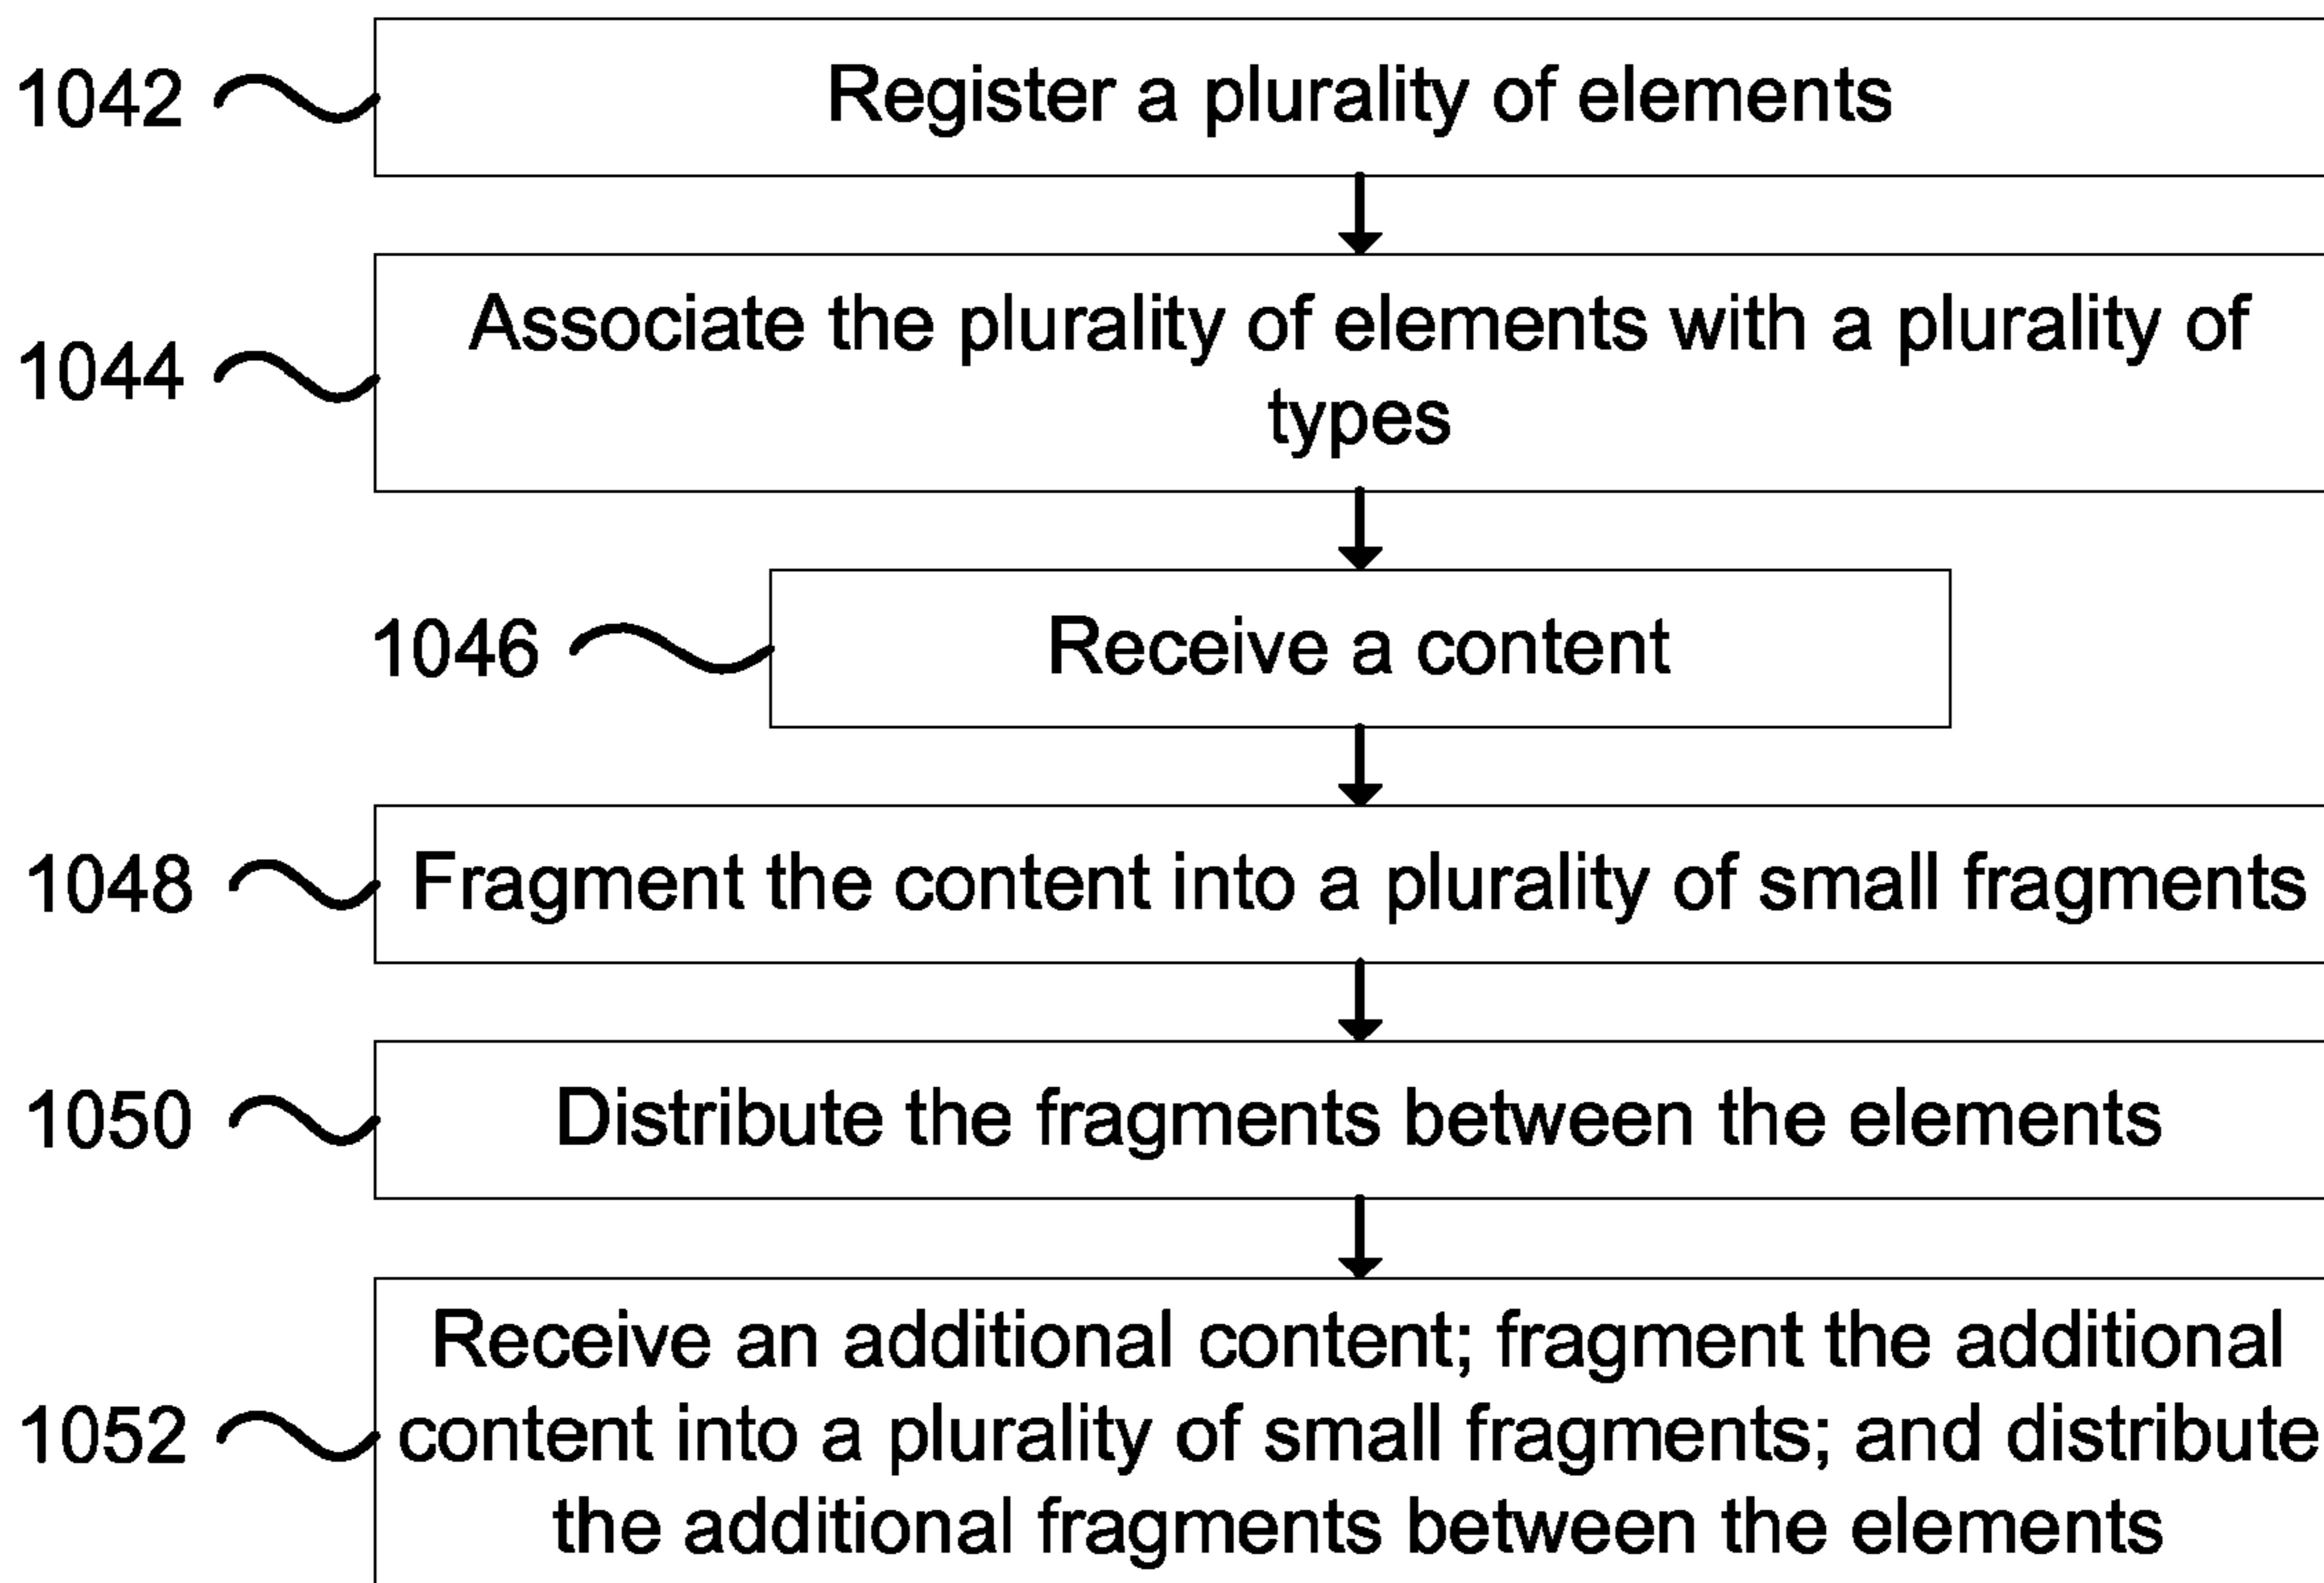 1042 Register a plurality of elements
1044 Associate the plurality of elements with a plurality of
types
1046 Receive a content
1048 Fragment the content into a plurality of small fragments
1050 Distribute the fragments between the elements
Receive an additional content; fragment the additional
1052 content into a plurality of small fragments; and distribute
the additional fragments between the elements